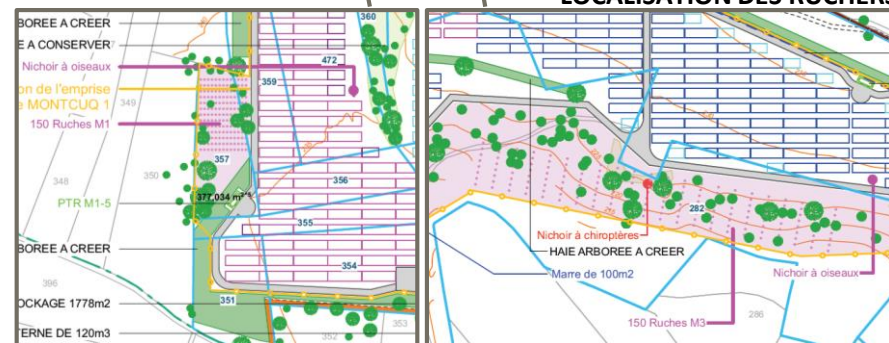 LOCALISATION DES ROCHERS
BOREE A CREER
E A CONSERVER
Nichoir à oiseaux
on de l'emprise
MONTCUQ 1
349
150 Ruches M1
348
350
357
PTR M1-5
377,034 m²
BOREE A CREER
396
OCKAGE 1778m2
TERNE DE 120m3
360
472
359
356
355
354
351
352
353
282
Nichoir à chiroptères
HAIE ARBOREE A CREER
Marre de 100m2
Nichoir à oiseaux
150 Ruches M3
286